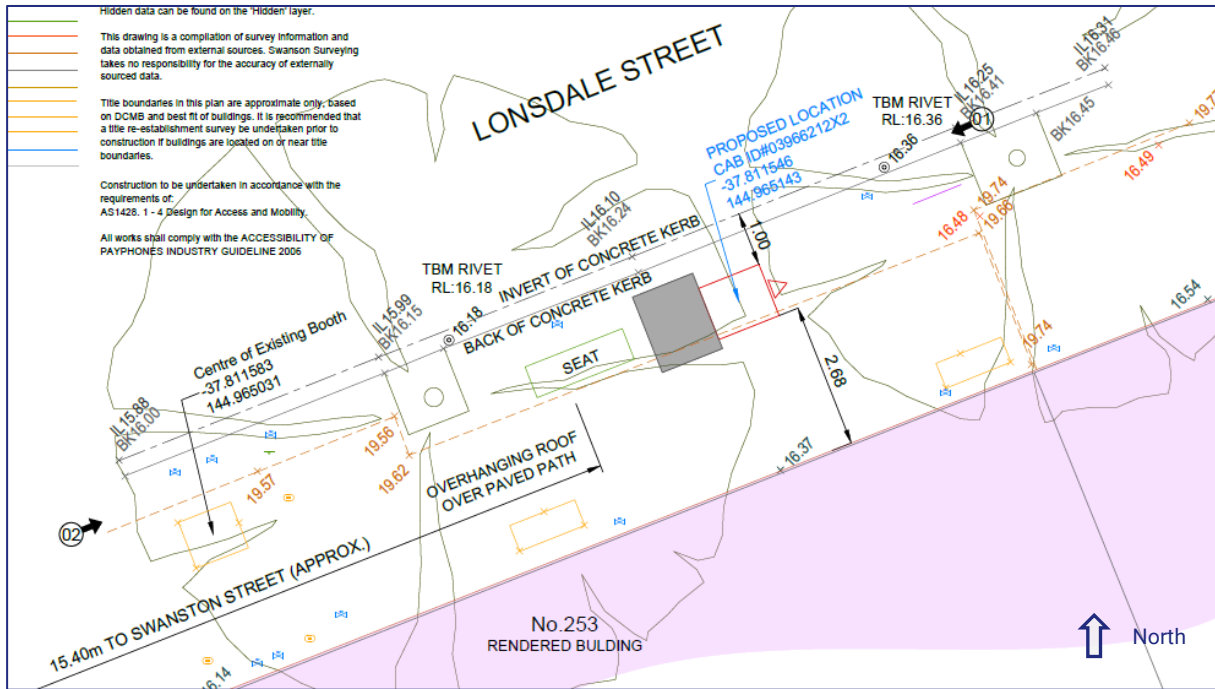 Hidden data can be found on the 'Hidden' layer.
This drawing is a compilation of survey information and
data obtained from external sources. Swanson Surveying
takes no responsibility for the accuracy of externally
sourced data.
Title boundaries in this plan are approximate only, based
on DCMB and best fit of buildings. It is recommended that
a title re-establishment survey be undertaken prior to
construction if buildings are located on or near title
boundaries.
Construction to be undertaken in accordance with the
requirements of:
AS1428. 1 - 4 Design for Access and Mobility.
All works shall comply with the ACCESSIBILITY OF
PAYPHONES INDUSTRY GUIDELINE 2006
LONSDALE STREET
PROPOSED LOCATION
CAB ID#03966212X2
-37.811546
144.965143
TBM RIVET
RL:16.36
16.36
01
IL16.25
BK16.41
IL16.31
BK16.46
BK16.45
19.77
16.49
16.48
19.74
19.66
19.74
16.54
IL16.10
BK16.24
1.00
INVERT OF CONCRETE KERB
BACK OF CONCRETE KERB
TBM RIVET
RL:16.18
16.18
IL15.99
BK16.15
SEAT
2.68
Centre of Existing Booth
-37.811583
144.965031
IL15.88
BK16.00
19.56
19.57
19.62
OVERHANGING ROOF
OVER PAVED PATH
16.37
02
15.40m TO SWANSTON STREET (APPROX.)
16.14
No.253
RENDERED BULDING
North